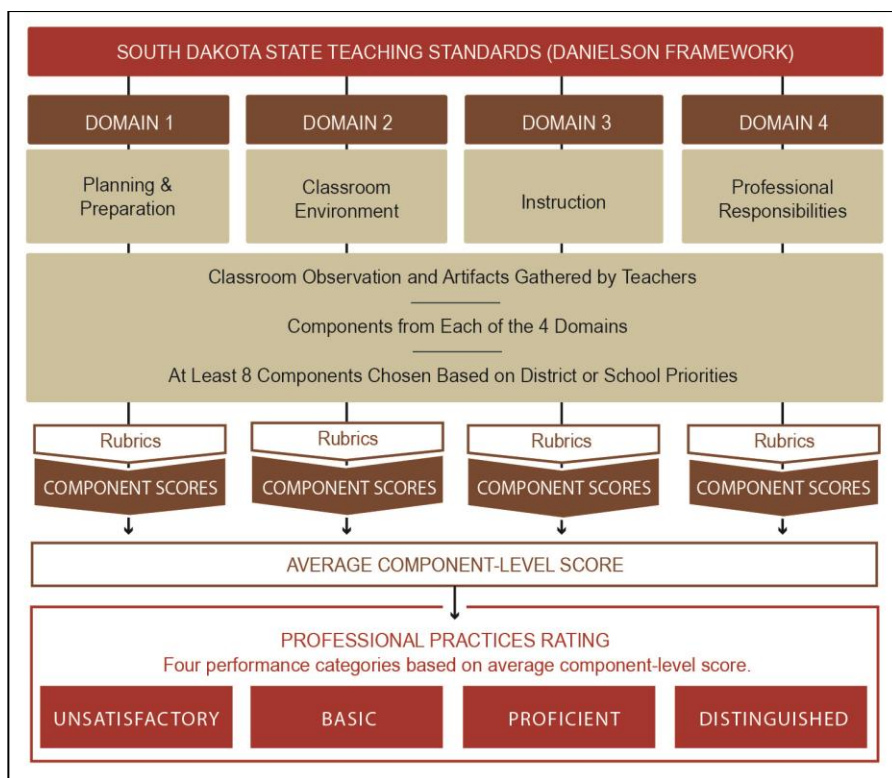 SOUTH DAKOTA STATE TEACHING STANDARDS (DANIELSON FRAMEWORK)
DOMAIN 1
DOMAIN 2
DOMAIN 3
DOMAIN 4
Planning &
Preparation
Classroom
Environment
Instruction
Professional
Responsibilities
Classroom Observation and Artifacts Gathered by Teachers
Components from Each of the 4 Domains
At Least 8 Components Chosen Based on District or School Priorities
Rubrics
Rubrics
Rubrics
Rubrics
COMPONENT SCORES
COMPONENT SCORES
COMPONENT SCORES
COMPONENT SCORES
AVERAGE COMPONENT-LEVEL SCORE
PROFESSIONAL PRACTICES RATING
Four performance categories based on average component-level score.
UNSATISFACTORY
BASIC
PROFICIENT
DISTINGUISHED